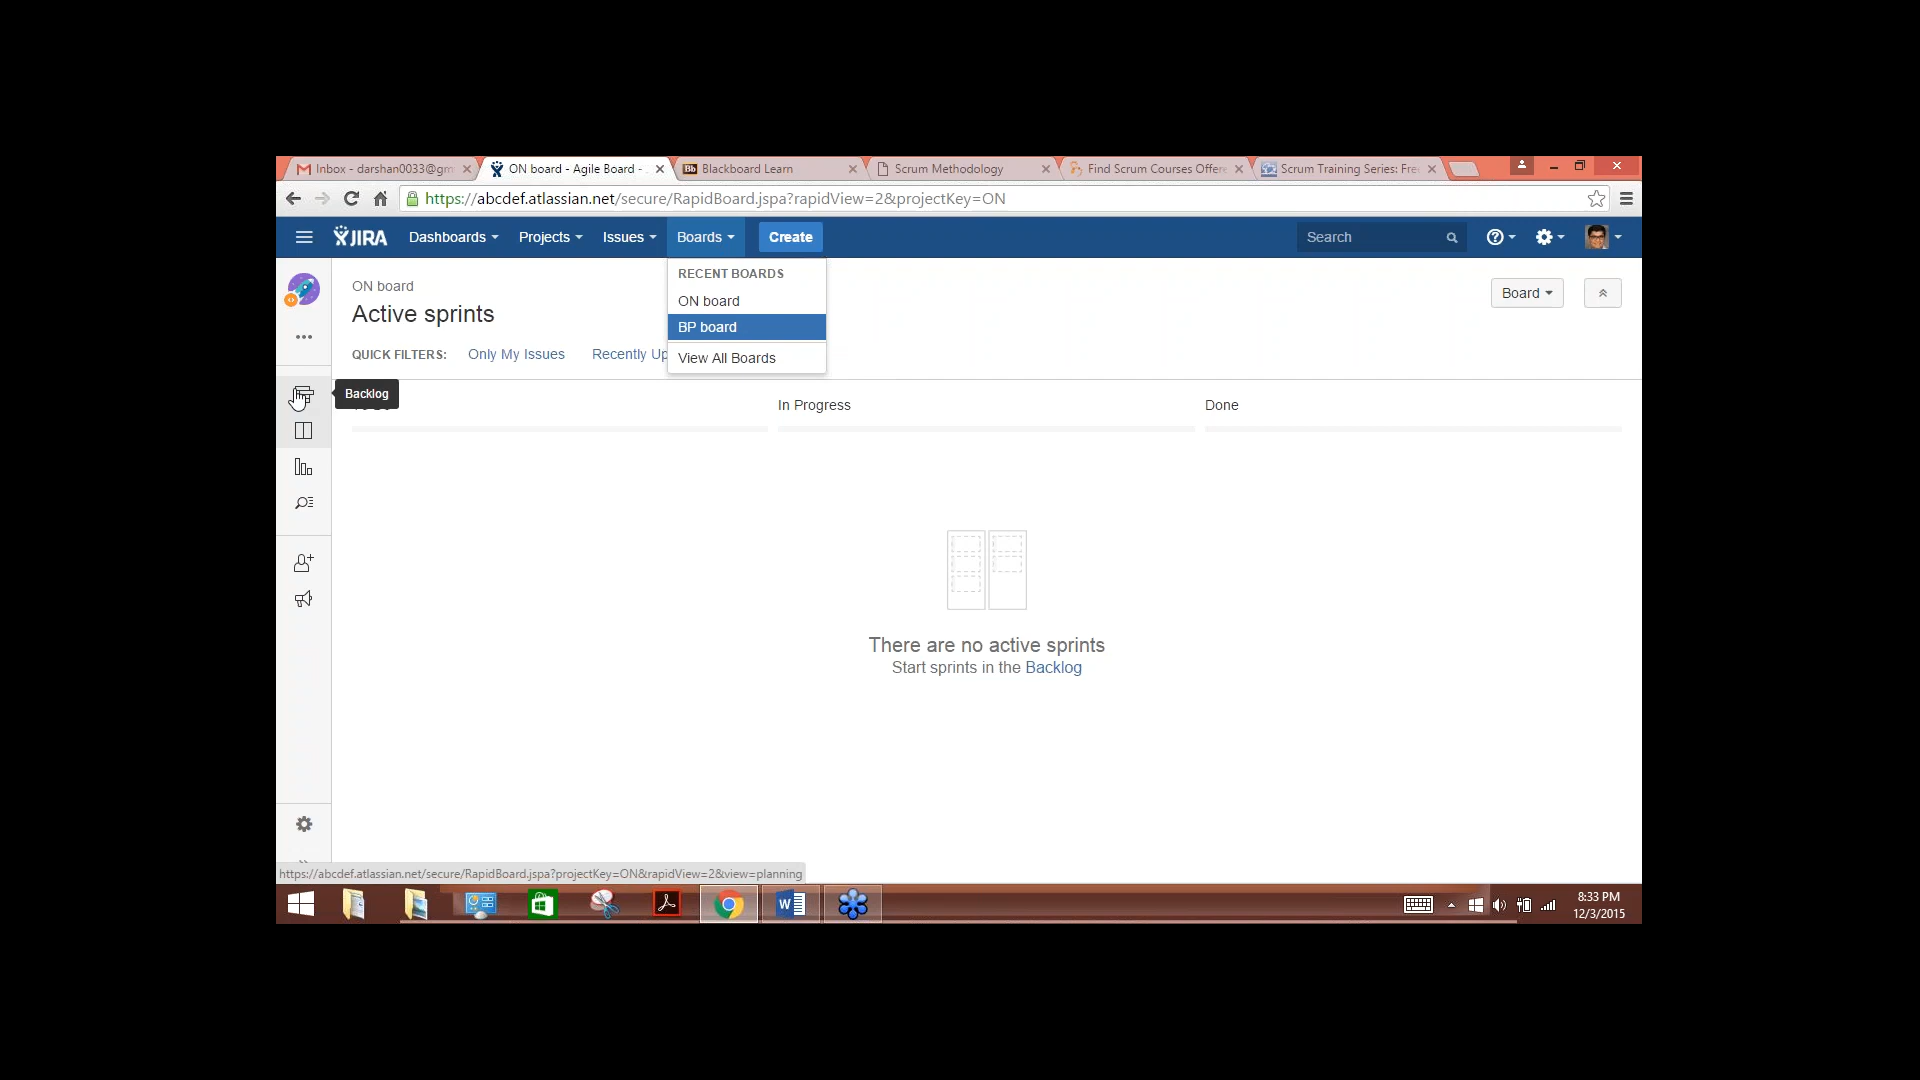 Inbox - darshan0033@gm
ON board - Agile Board -
Blackboard Learn
Scrum Methodology
Find Scrum Courses Offere
Scrum Training Series: Fre
https://abcdef.atlassian.net/secure/RapidBoard.jspa?rapidView=2&projectKey=ON
JIRA
Dashboards
Projects
Issues
Boards
Create
Search
RECENT BOARDS
ON board
BP board
View All Boards
ON board
Active sprints
Board
QUICK FILTERS:
Only My Issues
Recently Up
Backlog
In Progress
Done
There are no active sprints
Start sprints in the Backlog
https://abcdef.atlassian.net/secure/RapidBoard.jspa?projectKey=ON&rapidView=2&view=planning
8:33 PM
12/3/2015